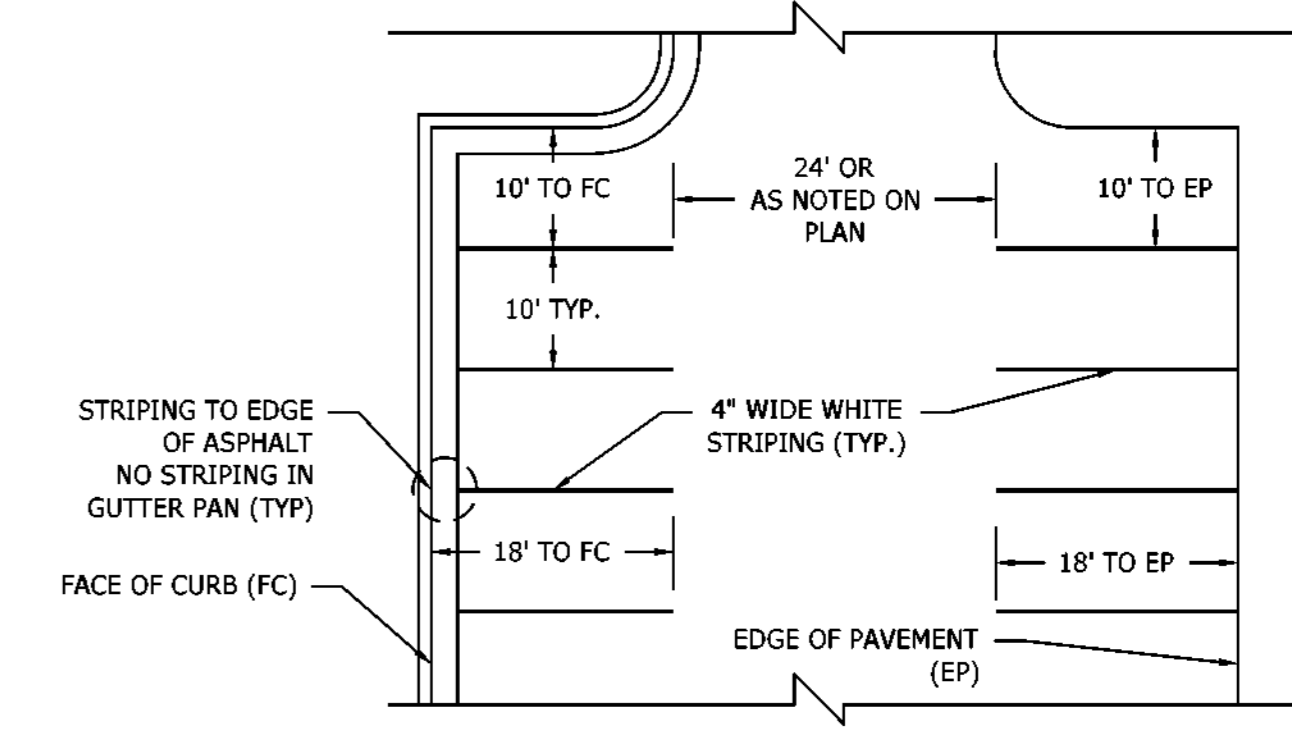 24' OR
AS NOTED ON
PLAN
10' TO FC
10' TO EP
10' TYP.
STRIPING TO EDGE
OF ASPHALT
NO STRIPING IN
GUTTER PAN (TYP)
4" WIDE WHITE
STRIPING (TYP.)
18' TO FC
18' TO EP
FACE OF CURB (FC)
EDGE OF PAVEMENT
(EP)